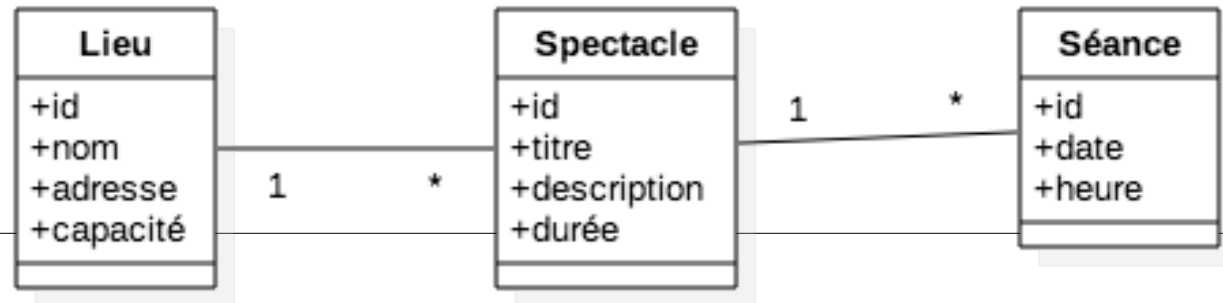 Lieu
+id
+nom
+adresse
+capacité
1
*
Spectacle
+id
+titre
+description
+durée
1
*
Séance
+id
+date
+heure